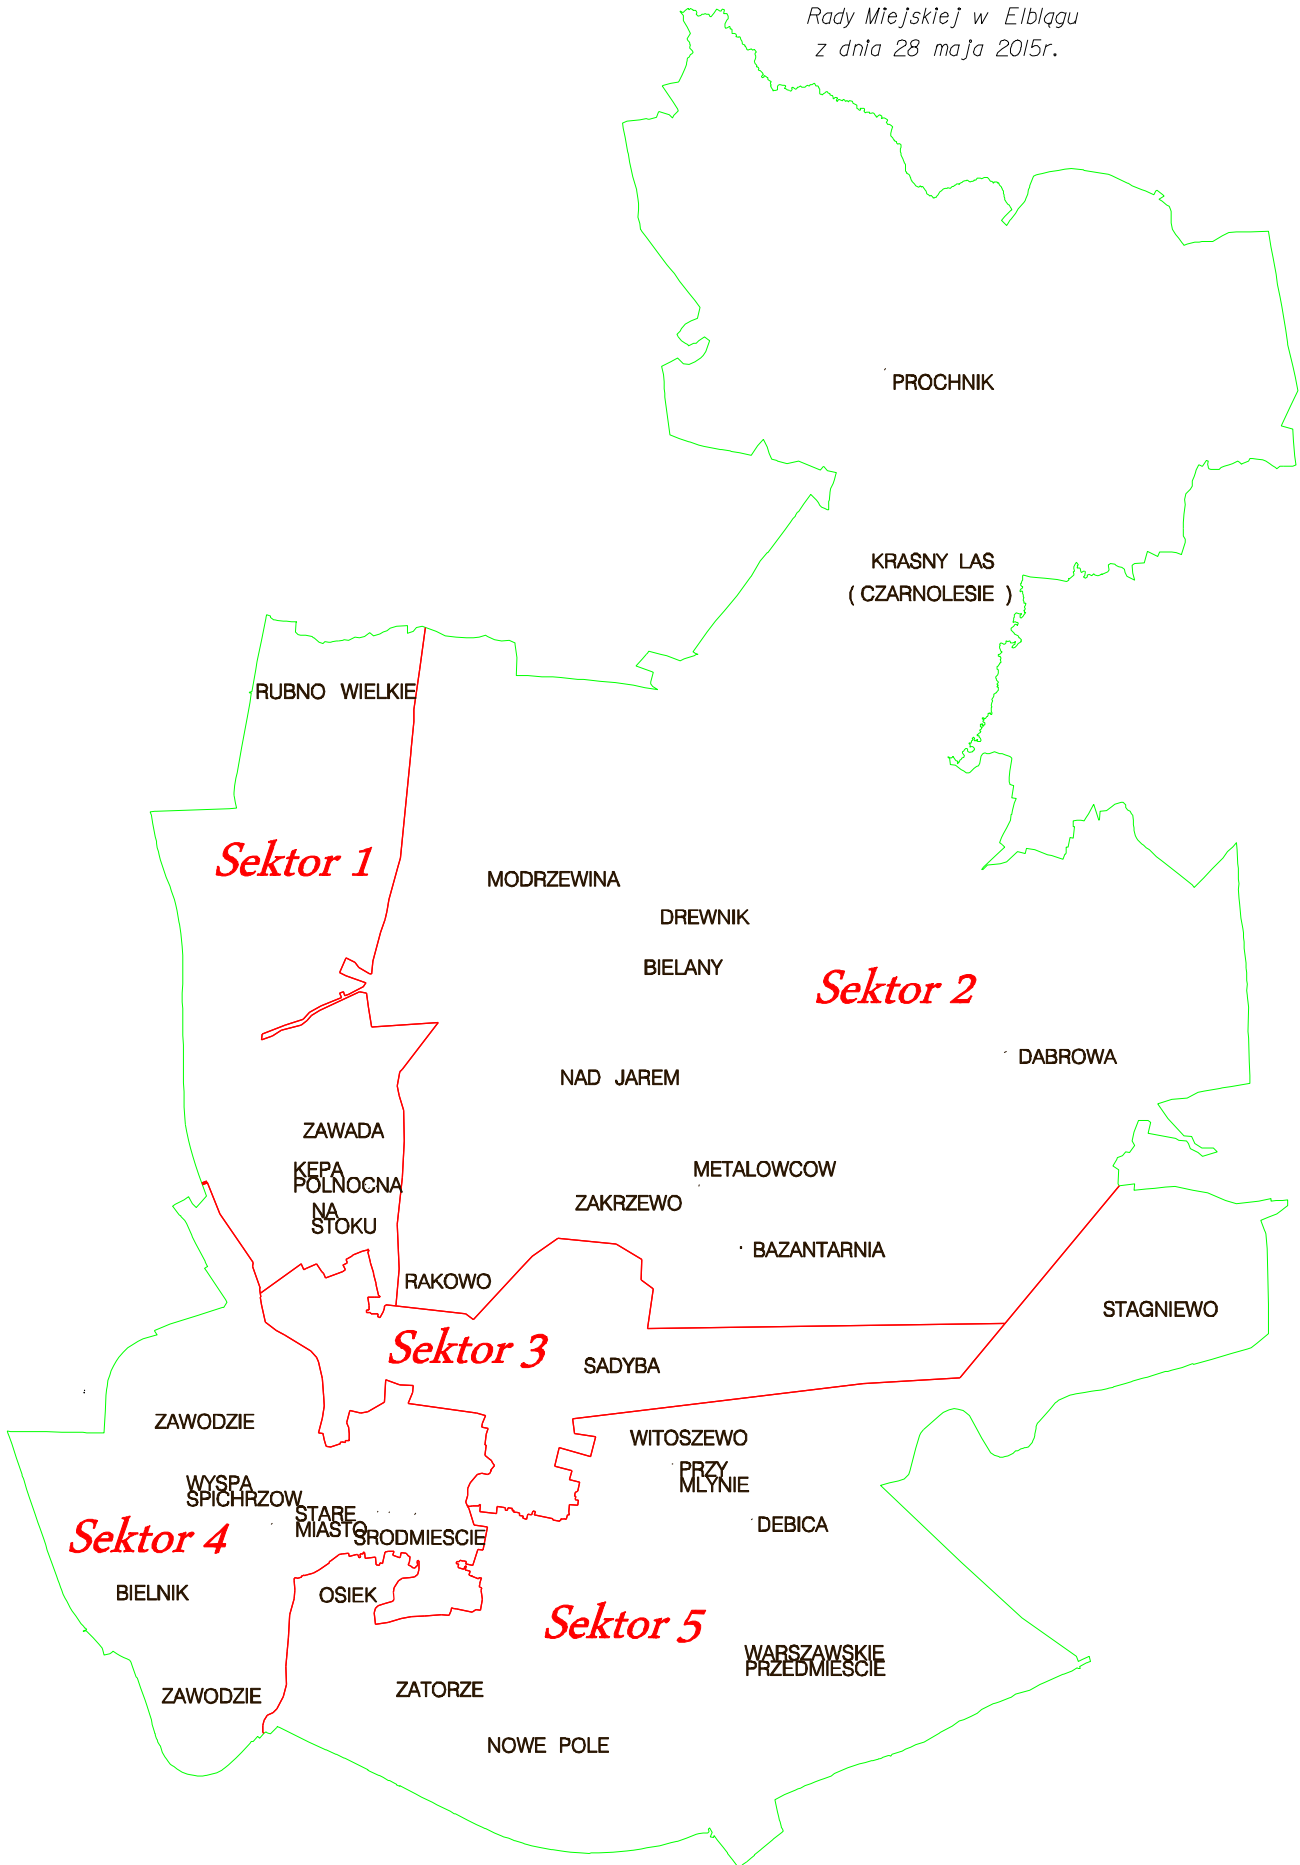 Rady Miejskiej w Elblągu
z dnia 28 maja 2015r.
PROCHNIK
KRASNY LAS
( CZARNOLESIE )
RUBNO WIELKIE
Sektor 1
MODRZEWINA
DREWNIK
BIELANY
Sektor 2
DABROWA
NAD JAREM
ZAWADA
KEPA
POLNOCNA
NA
STOKU
METALOWCOW
ZAKRZEWO
BAZANTARNIA
RAKOWO
STAGNIEWO
Sektor 3
SADYBA
ZAWODZIE
WITOSZEWO
PRZY
MLYNIE
WYSPA
SPICHRZOW
STARE
MIASTO
SRODMIESCIE
DEBICA
Sektor 4
BIELNIK
OSIEK
Sektor 5
WARSZAWSKIE
PRZEDMIESCIE
ZAWODZIE
ZATORZE
NOWE POLE